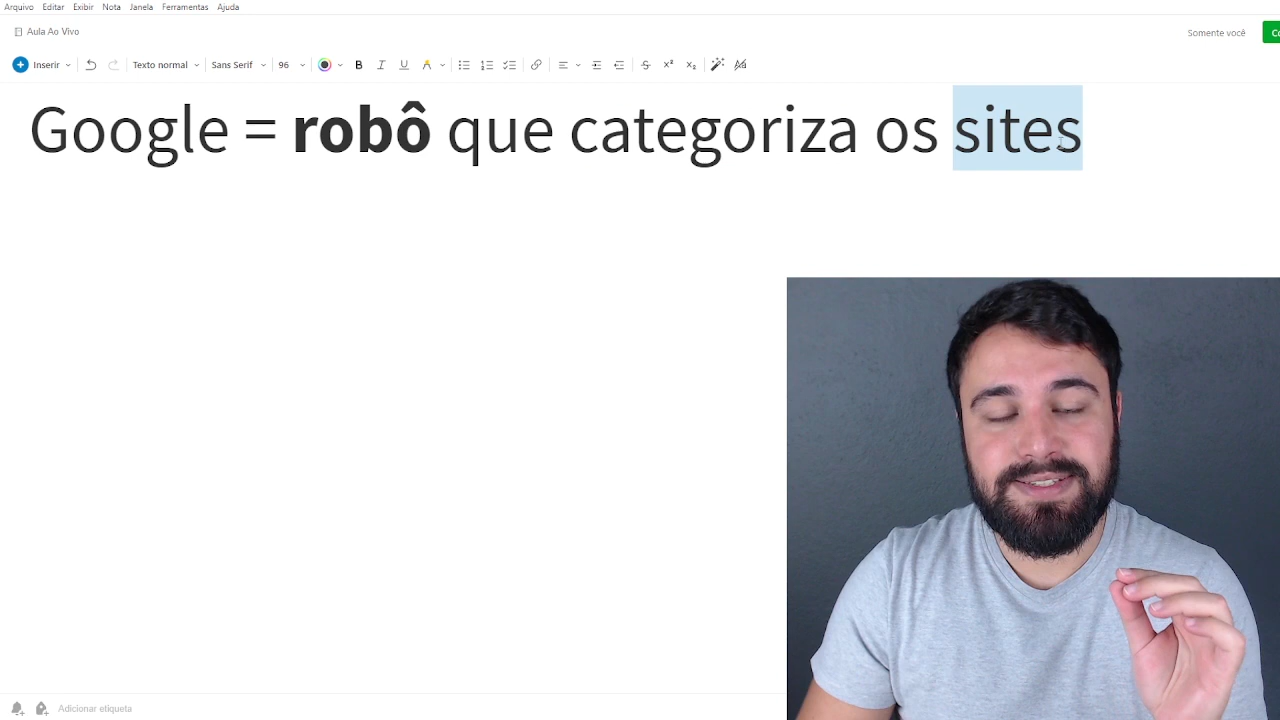 Arquivo Editar Exibir Nota Janela Ferramentas Ajuda
Aula Ao Vivo
Somente você
Inserir Texto normal Sans Serif 96 B I U
Google = robô que categoriza os sites
Adicionar etiqueta